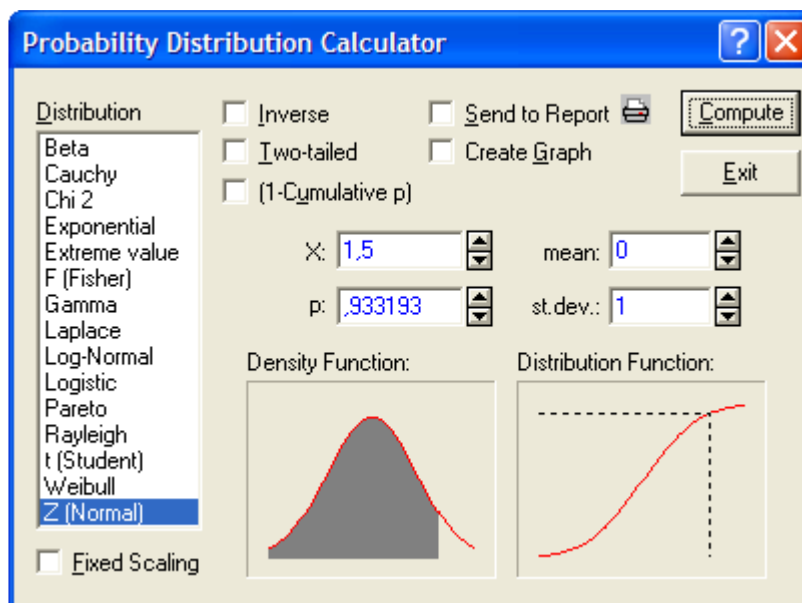 Probability Distribution Calculator
Distribution
Beta
Cauchy
Chi 2
Exponential
Extreme value
F (Fisher)
Gamma
Laplace
Log-Normal
Logistic
Pareto
Rayleigh
t (Student)
Weibull
Z (Normal)
Fixed Scaling
Inverse
Two-tailed
(1-Cumulative p)
Send to Report
Create Graph
Compute
Exit
X: 1,5
mean: 0
p: ,933193
st.dev.: 1
Density Function:
Distribution Function: